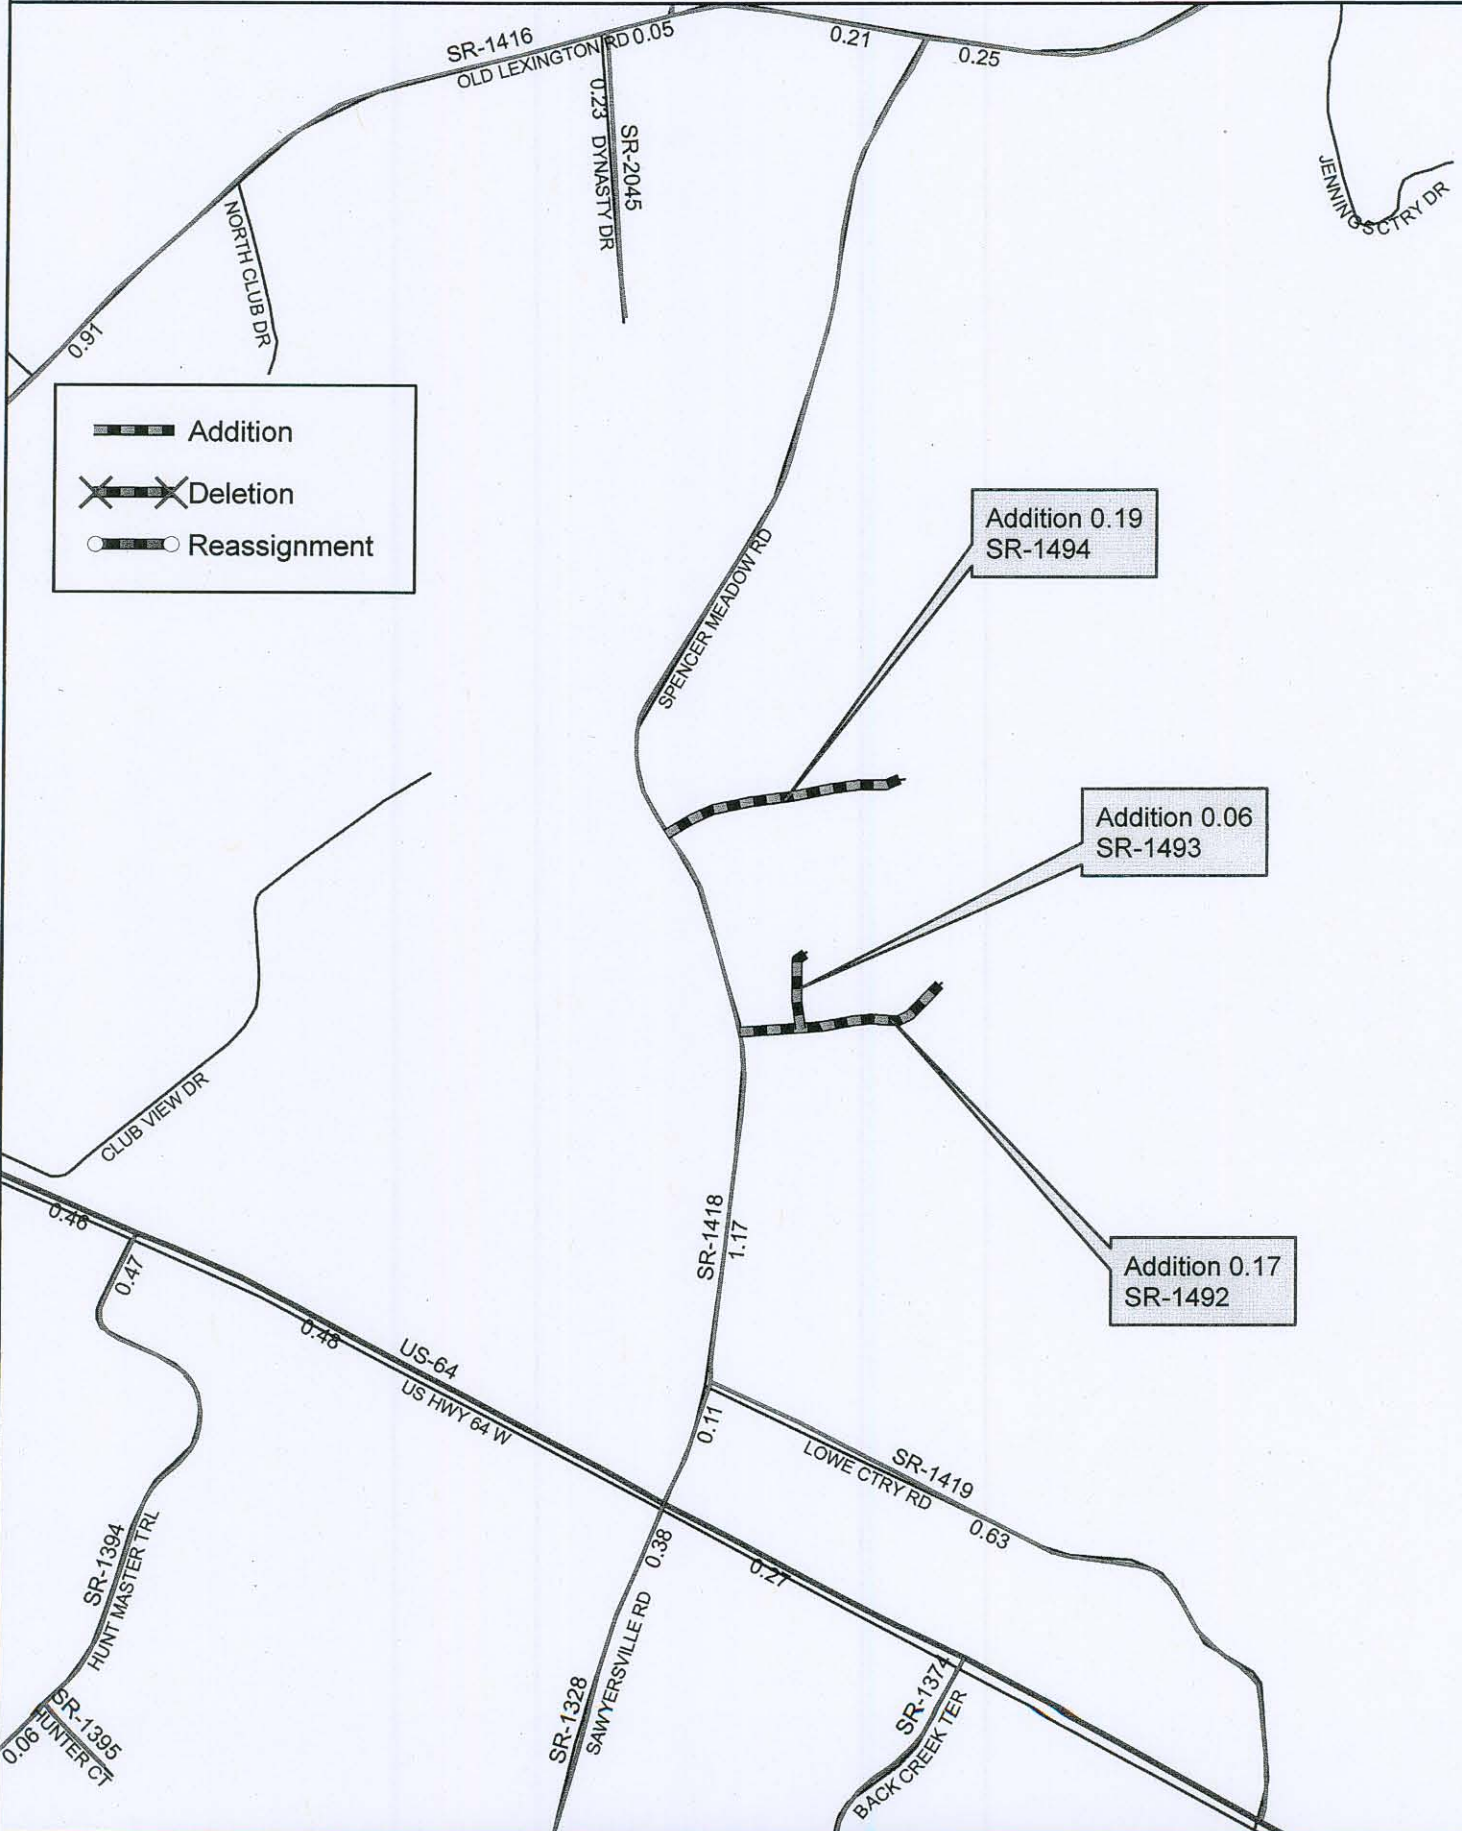 SR-1416
OLD LEXINGTON RD
0.05
0.21
0.25
0.23
DYNASTY DR
SR-2045
JENNINGS CTRY DR
NORTH CLUB DR
0.91
Addition
Deletion
Reassignment
Addition 0.19
SR-1494
SPENCER MEADOW RD
Addition 0.06
SR-1493
CLUB VIEW DR
SR-1418
1.17
Addition 0.17
SR-1492
0.46
0.47
0.48
US-64
US HWY 64 W
0.11
SR-1419
LOWE CTRY RD
0.63
0.38
0.27
SR-1394
HUNT MASTER TRL
SR-1328
SAWYERSVILLE RD
SR-1374
BACK CREEK TER
SR-1395
HUNTER CT
0.06